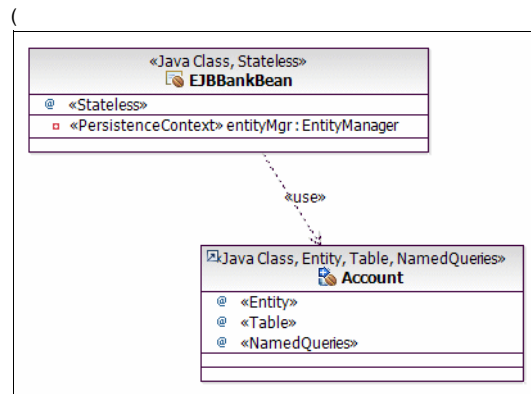 (
«Java Class, Stateless»
EJBBankBean
@ «Stateless»
«PersistenceContext» entityMgr : EntityManager
«use»
«Java Class, Entity, Table, NamedQueries»
Account
@ «Entity»
@ «Table»
@ «NamedQueries»